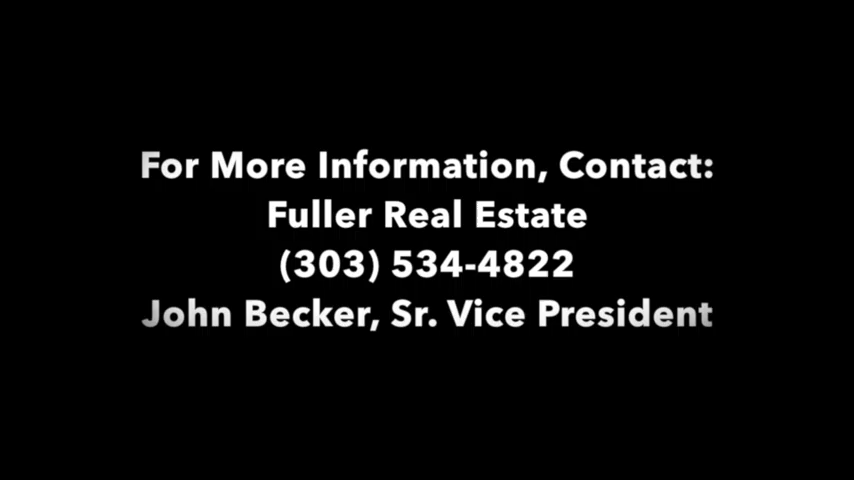 For More Information, Contact:
Fuller Real Estate
(303) 534-4822
John Becker, Sr. Vice President